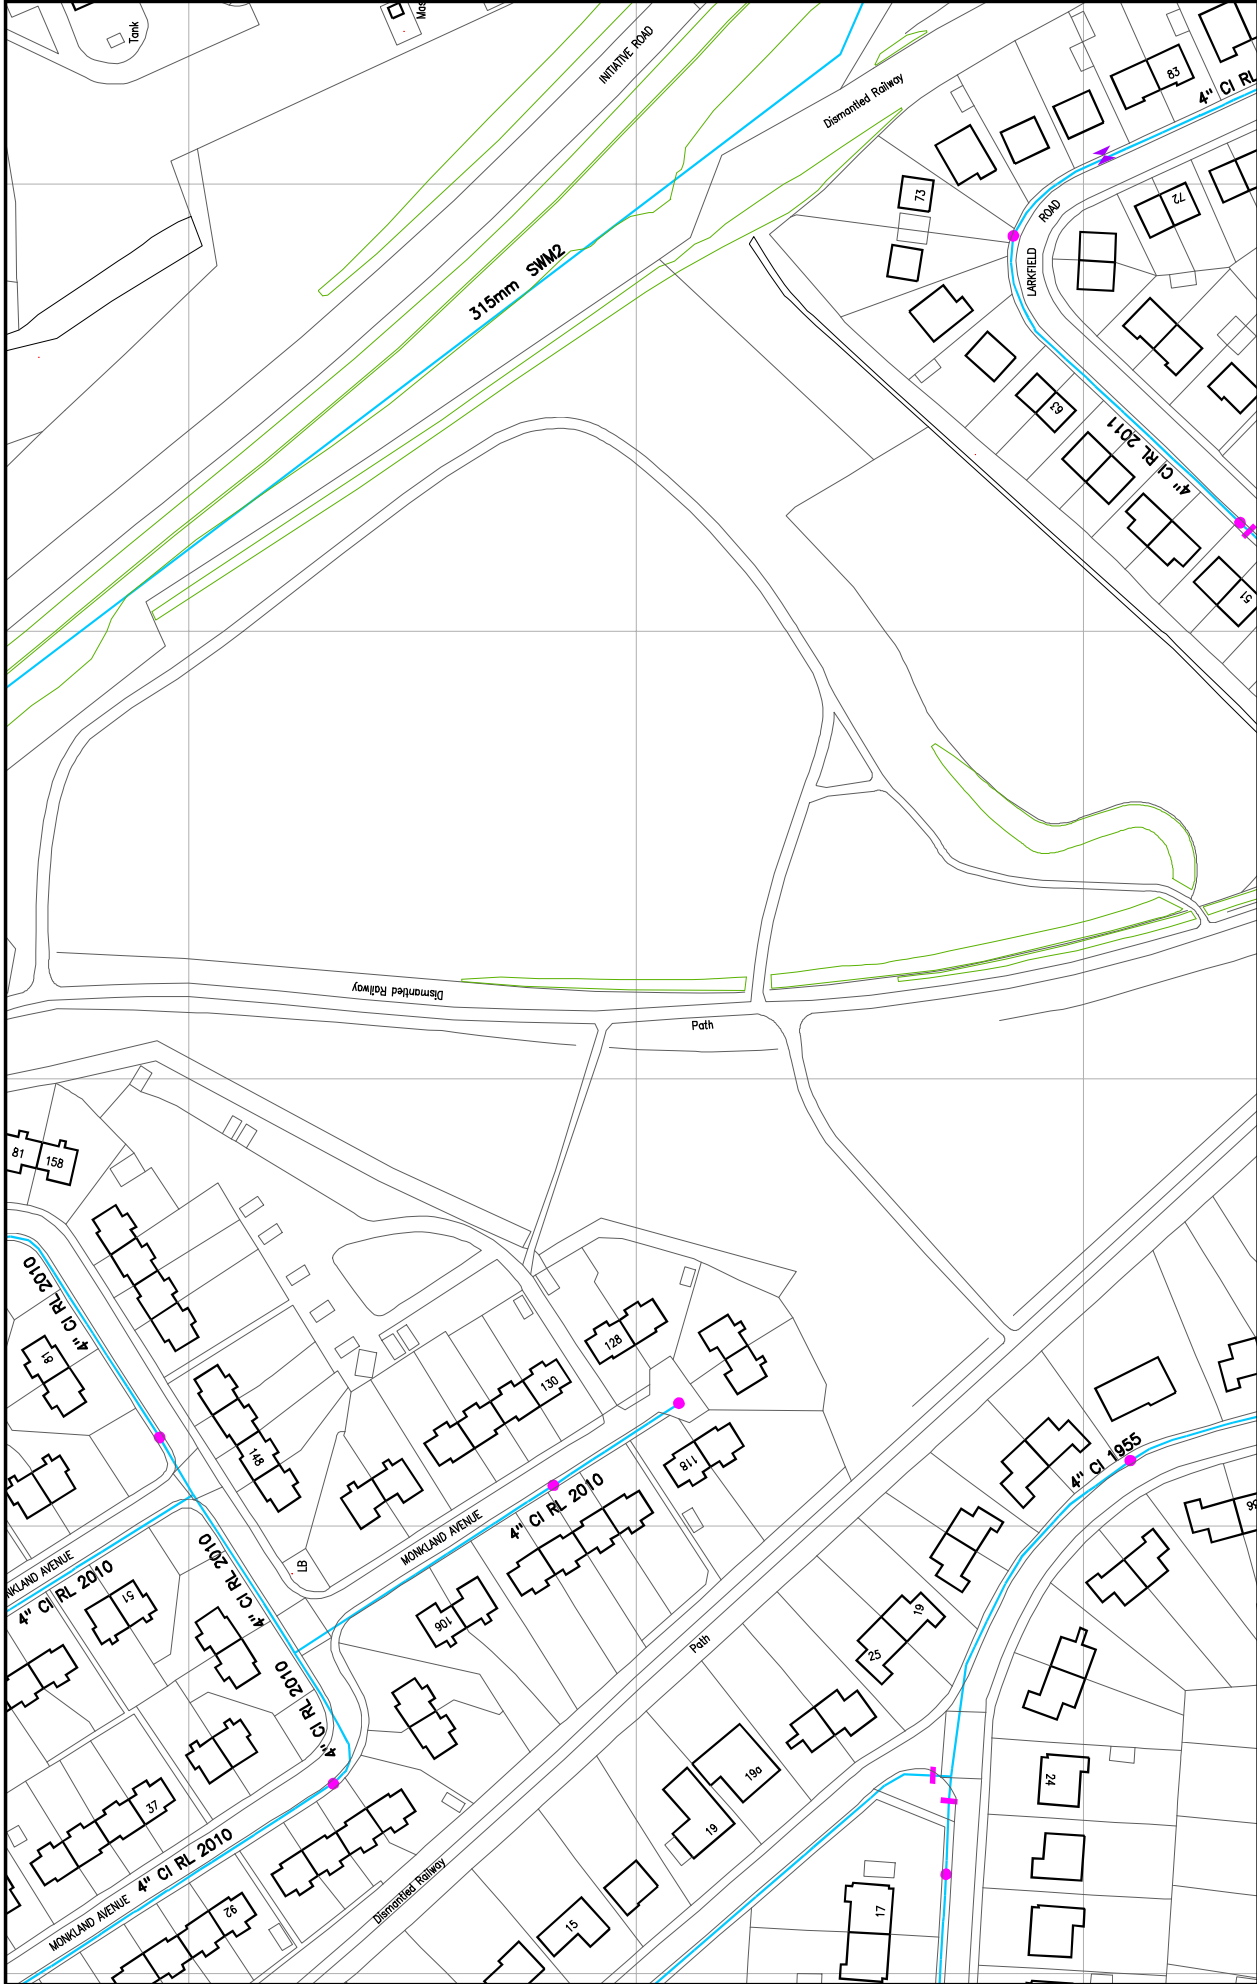 Tank
Mas
INITIATIVE ROAD
Dismantled Railway
83
4" CI RL
73
72
LARKFIELD
ROAD
315mm SWM2
63
4" CI RL 2011
51
Dismantled Railway
Path
81
158
4" CI RL 2010
81
128
130
148
118
4" CI 1955
MONKLAND AVENUE
4" CI RL 2010
LB
NKLAND AVENUE
4" CI RL 2010
4" CI RL 2010
51
106
19
25
Path
4" CI RL 2010
19a
24
37
19
4" CI RL 2010
MONKLAND AVENUE
92
Dismantled Railway
15
17